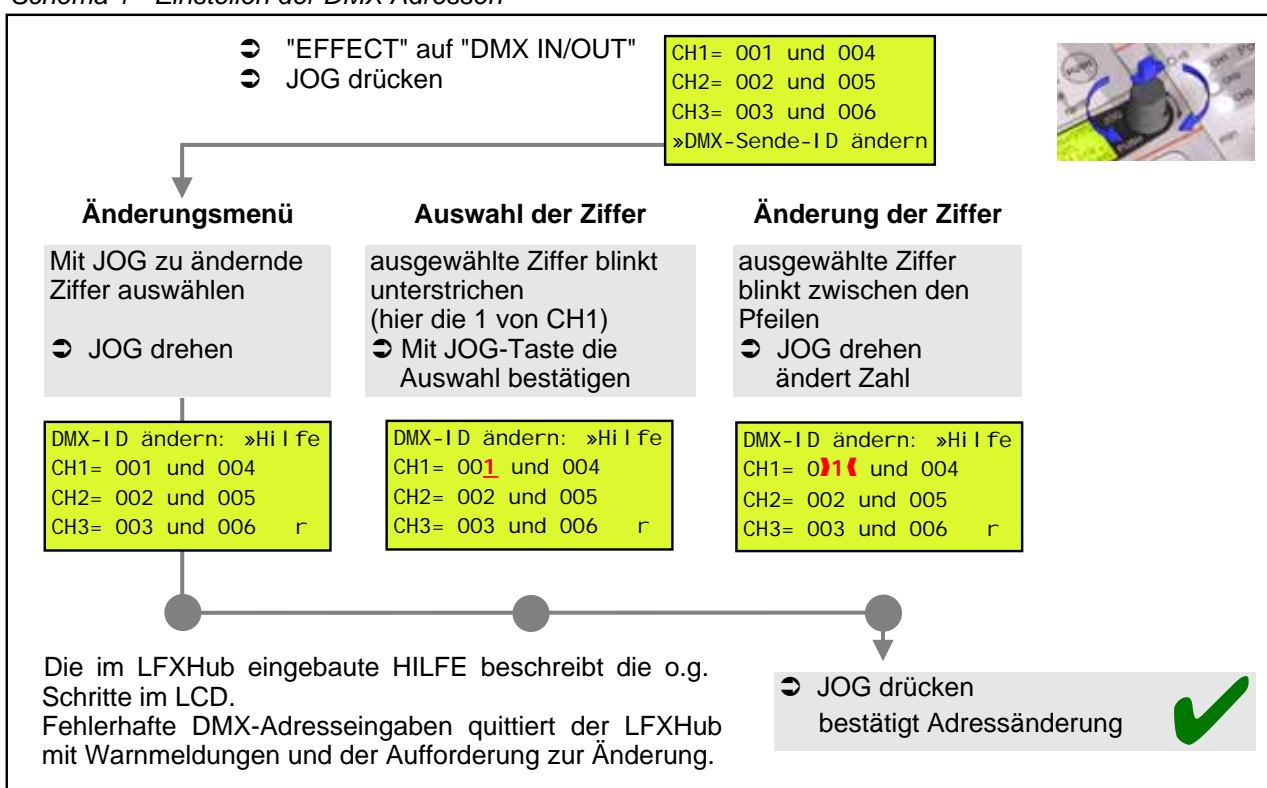 Schema 4 - Einstellen der DMX-Adressen
➲ "EFFECT" auf "DMX IN/OUT"
➲ JOG drücken
CH1= 001 und 004
CH2= 002 und 005
CH3= 003 und 006
»DMX-Sende-ID ändern
Änderungsmenü
Mit JOG zu ändernde
Ziffer auswählen
➲ JOG drehen
Auswahl der Ziffer
ausgewählte Ziffer blinkt
unterstrichen
(hier die 1 von CH1)
➲ Mit JOG-Taste die
Auswahl bestätigen
Änderung der Ziffer
ausgewählte Ziffer
blinkt zwischen den
Pfeilen
➲ JOG drehen
ändert Zahl
DMX-ID ändern: »Hilfe
CH1= 001 und 004
CH2= 002 und 005
CH3= 003 und 006 r
DMX-ID ändern: »Hilfe
CH1= 001 und 004
CH2= 002 und 005
CH3= 003 und 006 r
DMX-ID ändern: »Hilfe
CH1= 0⟫1⟪ und 004
CH2= 002 und 005
CH3= 003 und 006 r
Die im LFXHub eingebaute HILFE beschreibt die o.g.
Schritte im LCD.
Fehlerhafte DMX-Adresseingaben quittiert der LFXHub
mit Warnmeldungen und der Aufforderung zur Änderung.
➲ JOG drücken
bestätigt Adressänderung